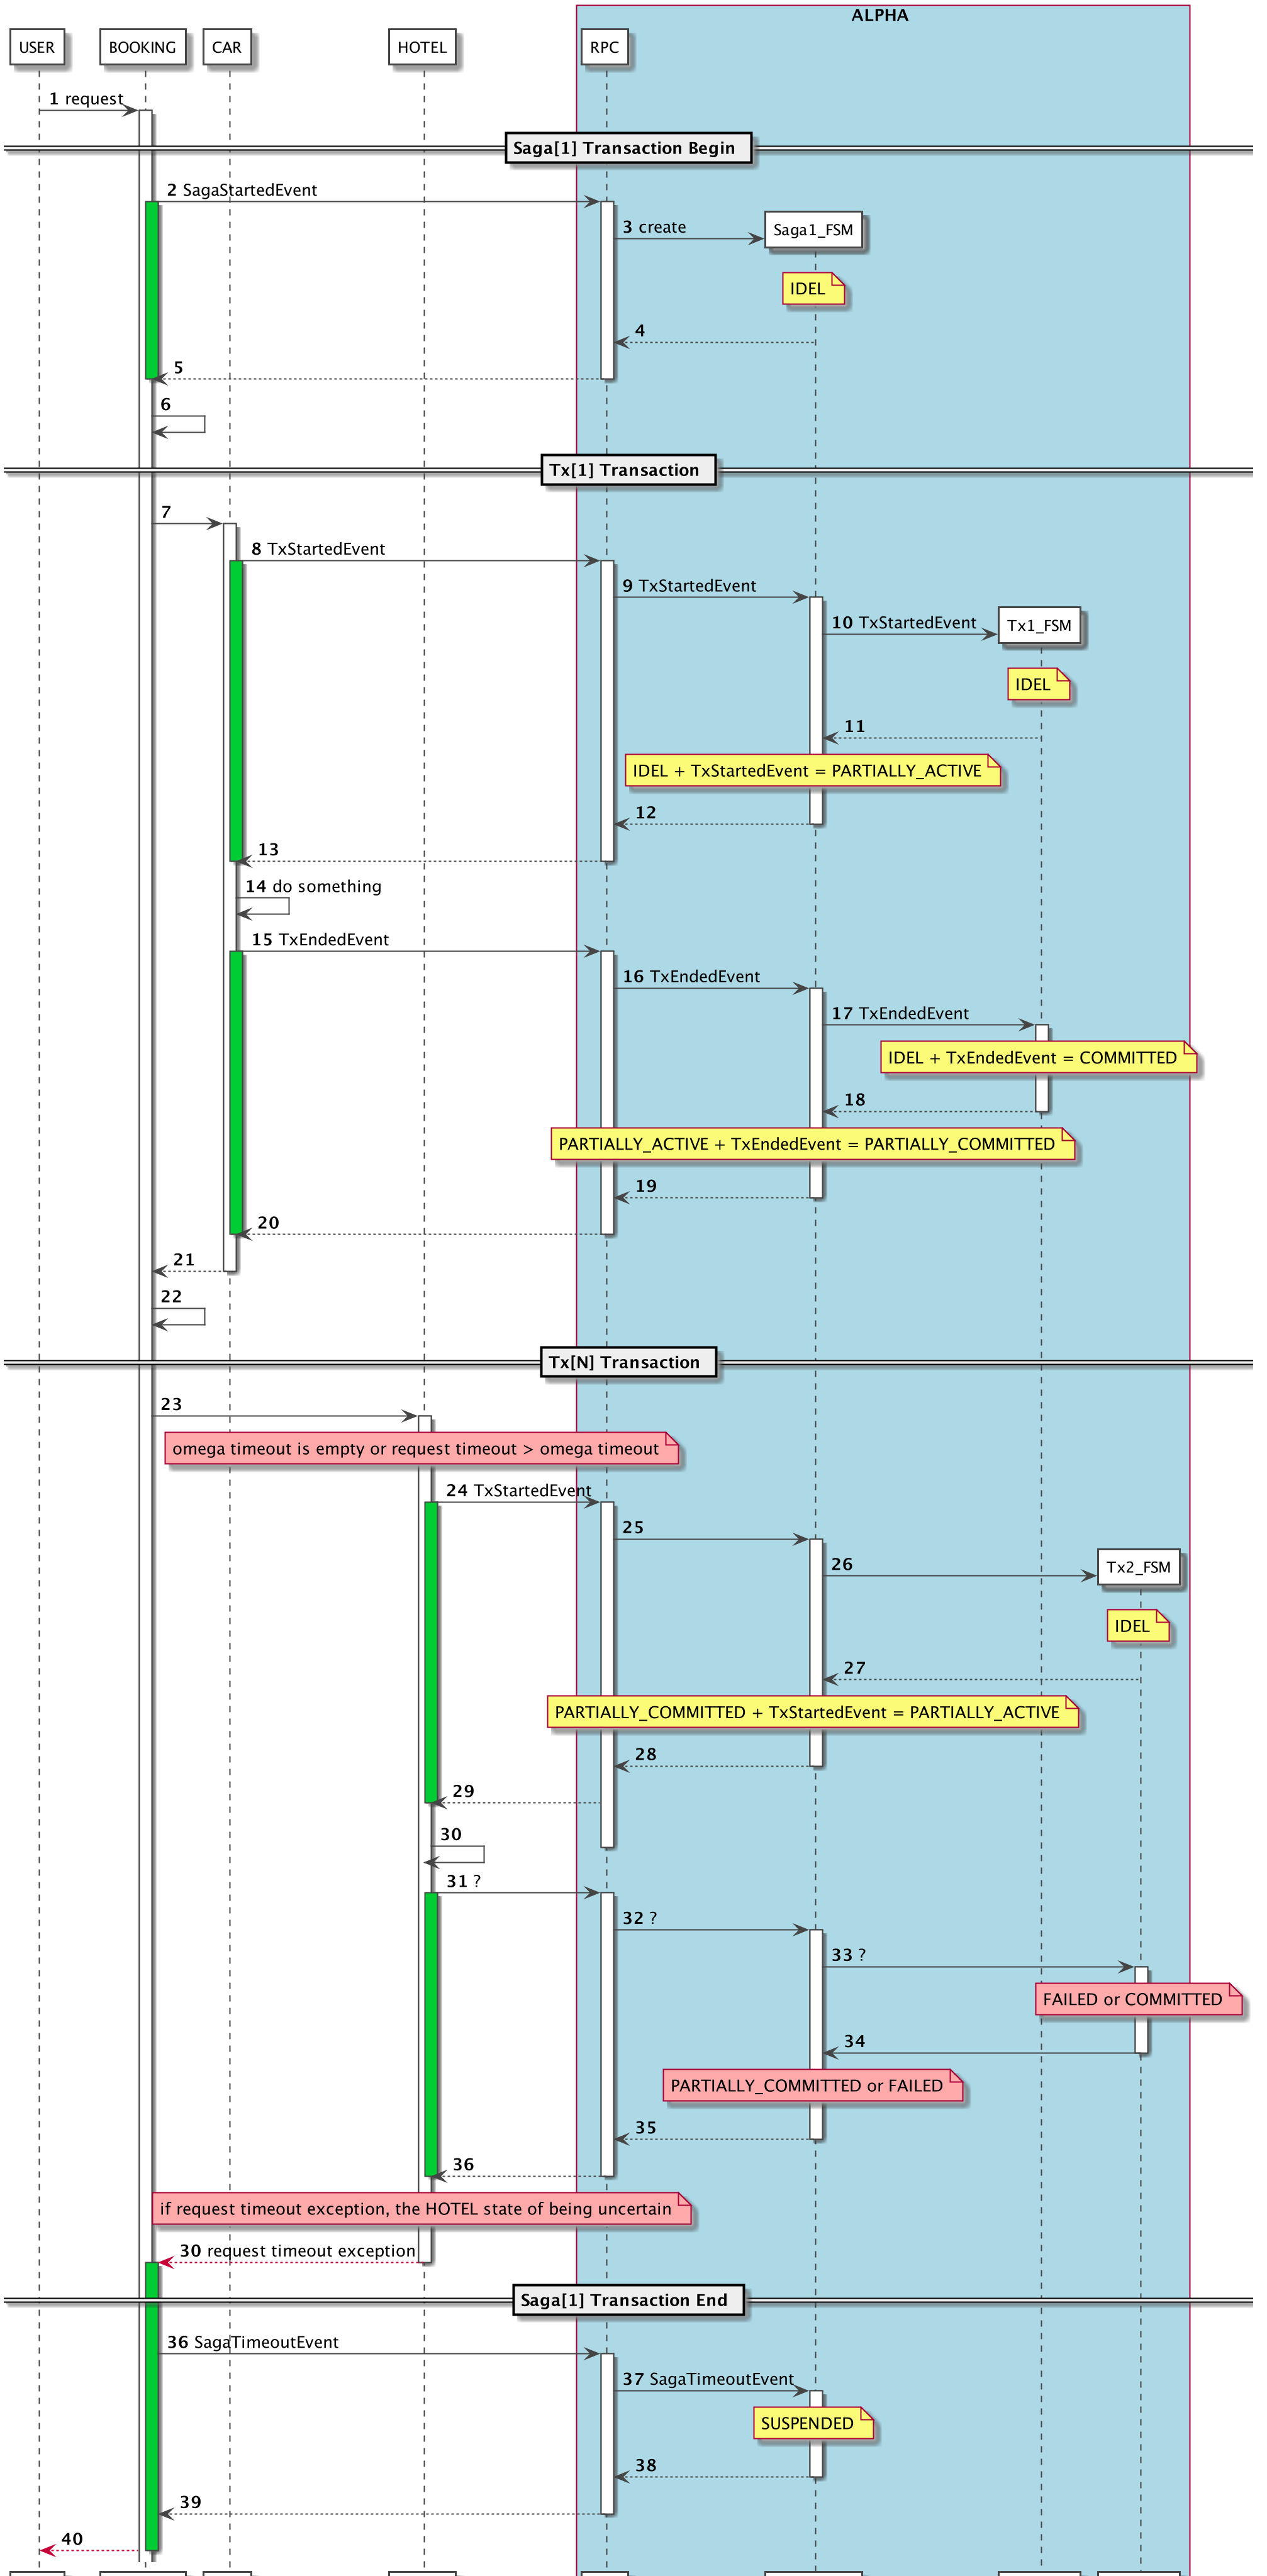 ALPHA
USER
BOOKING
CAR
HOTEL
RPC
1 request
Saga[1] Transaction Begin
2 SagaStartedEvent
Saga1_FSM
3 create
IDEL
4
5
6
Tx[1] Transaction
7
8 TxStartedEvent
9 TxStartedEvent
10 TxStartedEvent
Tx1_FSM
IDEL
11
IDEL + TxStartedEvent = PARTIALLY_ACTIVE
12
13
14 do something
15 TxEndedEvent
16 TxEndedEvent
17 TxEndedEvent
IDEL + TxEndedEvent = COMMITTED
18
PARTIALLY_ACTIVE + TxEndedEvent = PARTIALLY_COMMITTED
19
20
21
22
Tx[N] Transaction
23
omega timeout is empty or request timeout > omega timeout
24 TxStartedEvent
25
26
Tx2_FSM
IDEL
27
PARTIALLY_COMMITTED + TxStartedEvent = PARTIALLY_ACTIVE
28
29
30
31 ?
32 ?
33 ?
FAILED or COMMITTED
34
PARTIALLY_COMMITTED or FAILED
35
36
if request timeout exception, the HOTEL state of being uncertain
30 request timeout exception
Saga[1] Transaction End
36 SagaTimeoutEvent
37 SagaTimeoutEvent
SUSPENDED
38
39
40